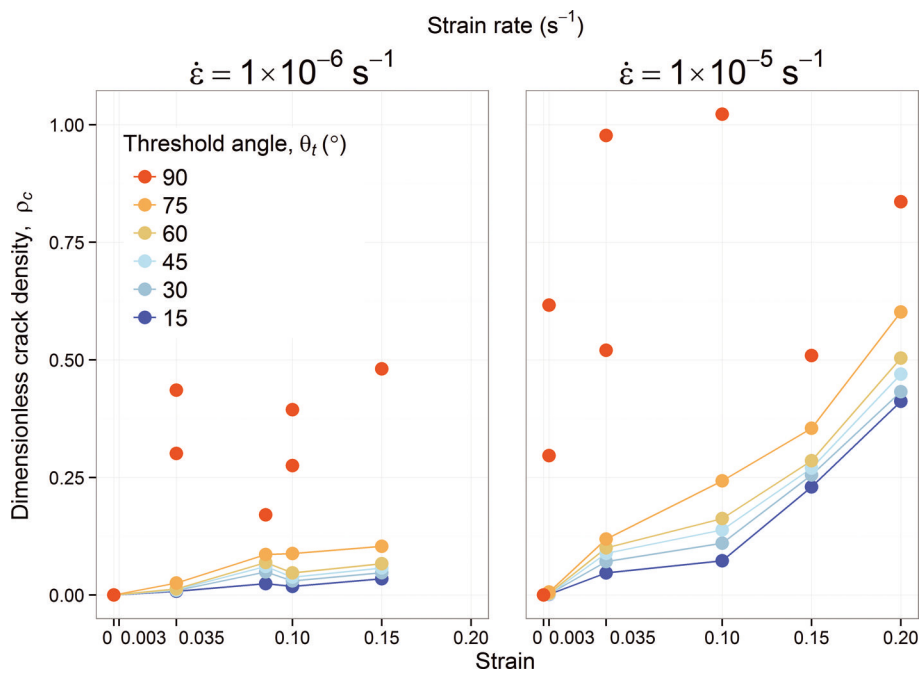 Strain rate (s⁻¹)
ε̇ = 1×10⁻⁶ s⁻¹
ε̇ = 1×10⁻⁵ s⁻¹
Dimensionless crack density, ρc
1.00
0.75
0.50
0.25
0.00
Threshold angle, θt (°)
90
75
60
45
30
15
0 0.003 0.035 0.10 0.15 0.20
0 0.003 0.035 0.10 0.15 0.20
Strain